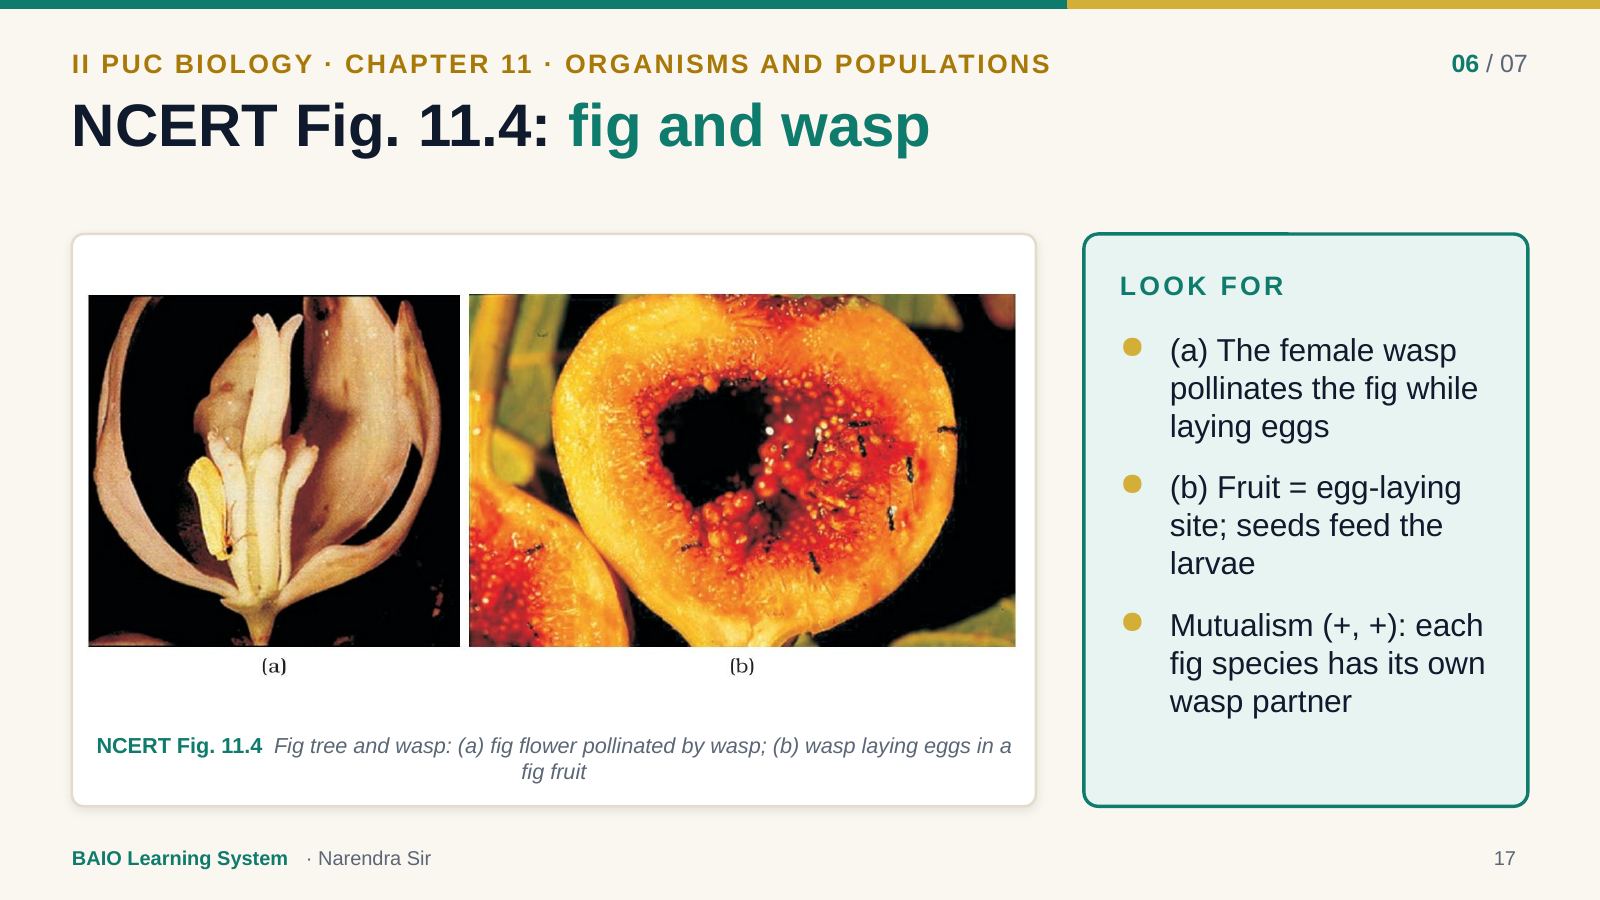 II PUC BIOLOGY · CHAPTER 11 · ORGANISMS AND POPULATIONS
06 / 07
NCERT Fig. 11.4: fig and wasp
(a)
(b)
NCERT Fig. 11.4 Fig tree and wasp: (a) fig flower pollinated by wasp; (b) wasp laying eggs in a
fig fruit
LOOK FOR
(a) The female wasp
pollinates the fig while
laying eggs
(b) Fruit = egg-laying
site; seeds feed the
larvae
Mutualism (+, +): each
fig species has its own
wasp partner
BAIO Learning System · Narendra Sir
17